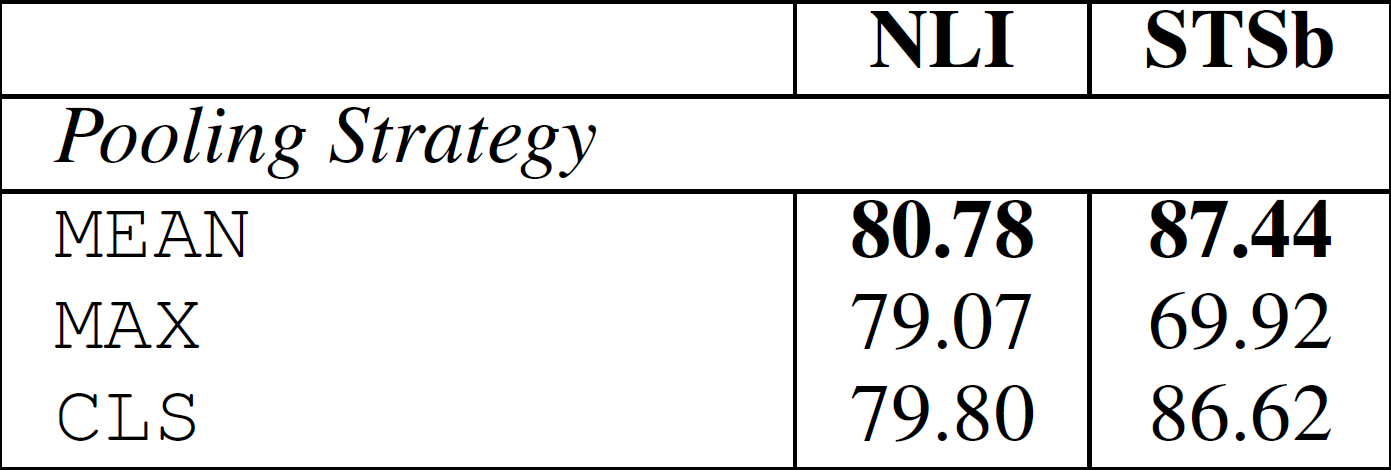 NLI STSb
Pooling Strategy
MEAN 80.78 87.44
MAX 79.07 69.92
CLS 79.80 86.62